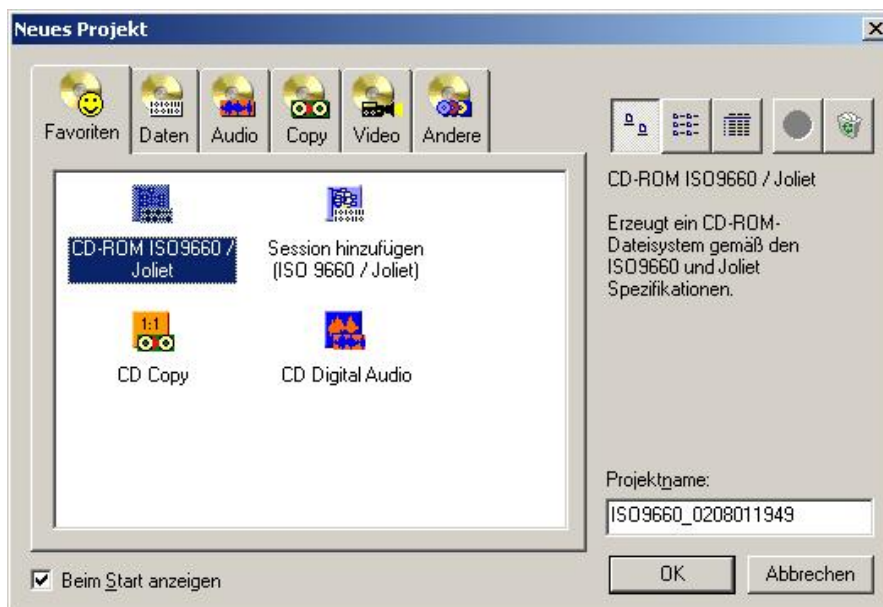 Neues Projekt
Favoriten
Daten
Audio
Copy
Video
Andere
CD-ROM ISO9660 /
Joliet
Session hinzufügen
(ISO 9660 / Joliet)
1:1
CD Copy
CD Digital Audio
CD-ROM ISO9660 / Joliet
Erzeugt ein CD-ROM-
Dateisystem gemäß den
ISO9660 und Joliet
Spezifikationen.
Projektname:
ISO9660_0208011949
Beim Start anzeigen
OK
Abbrechen